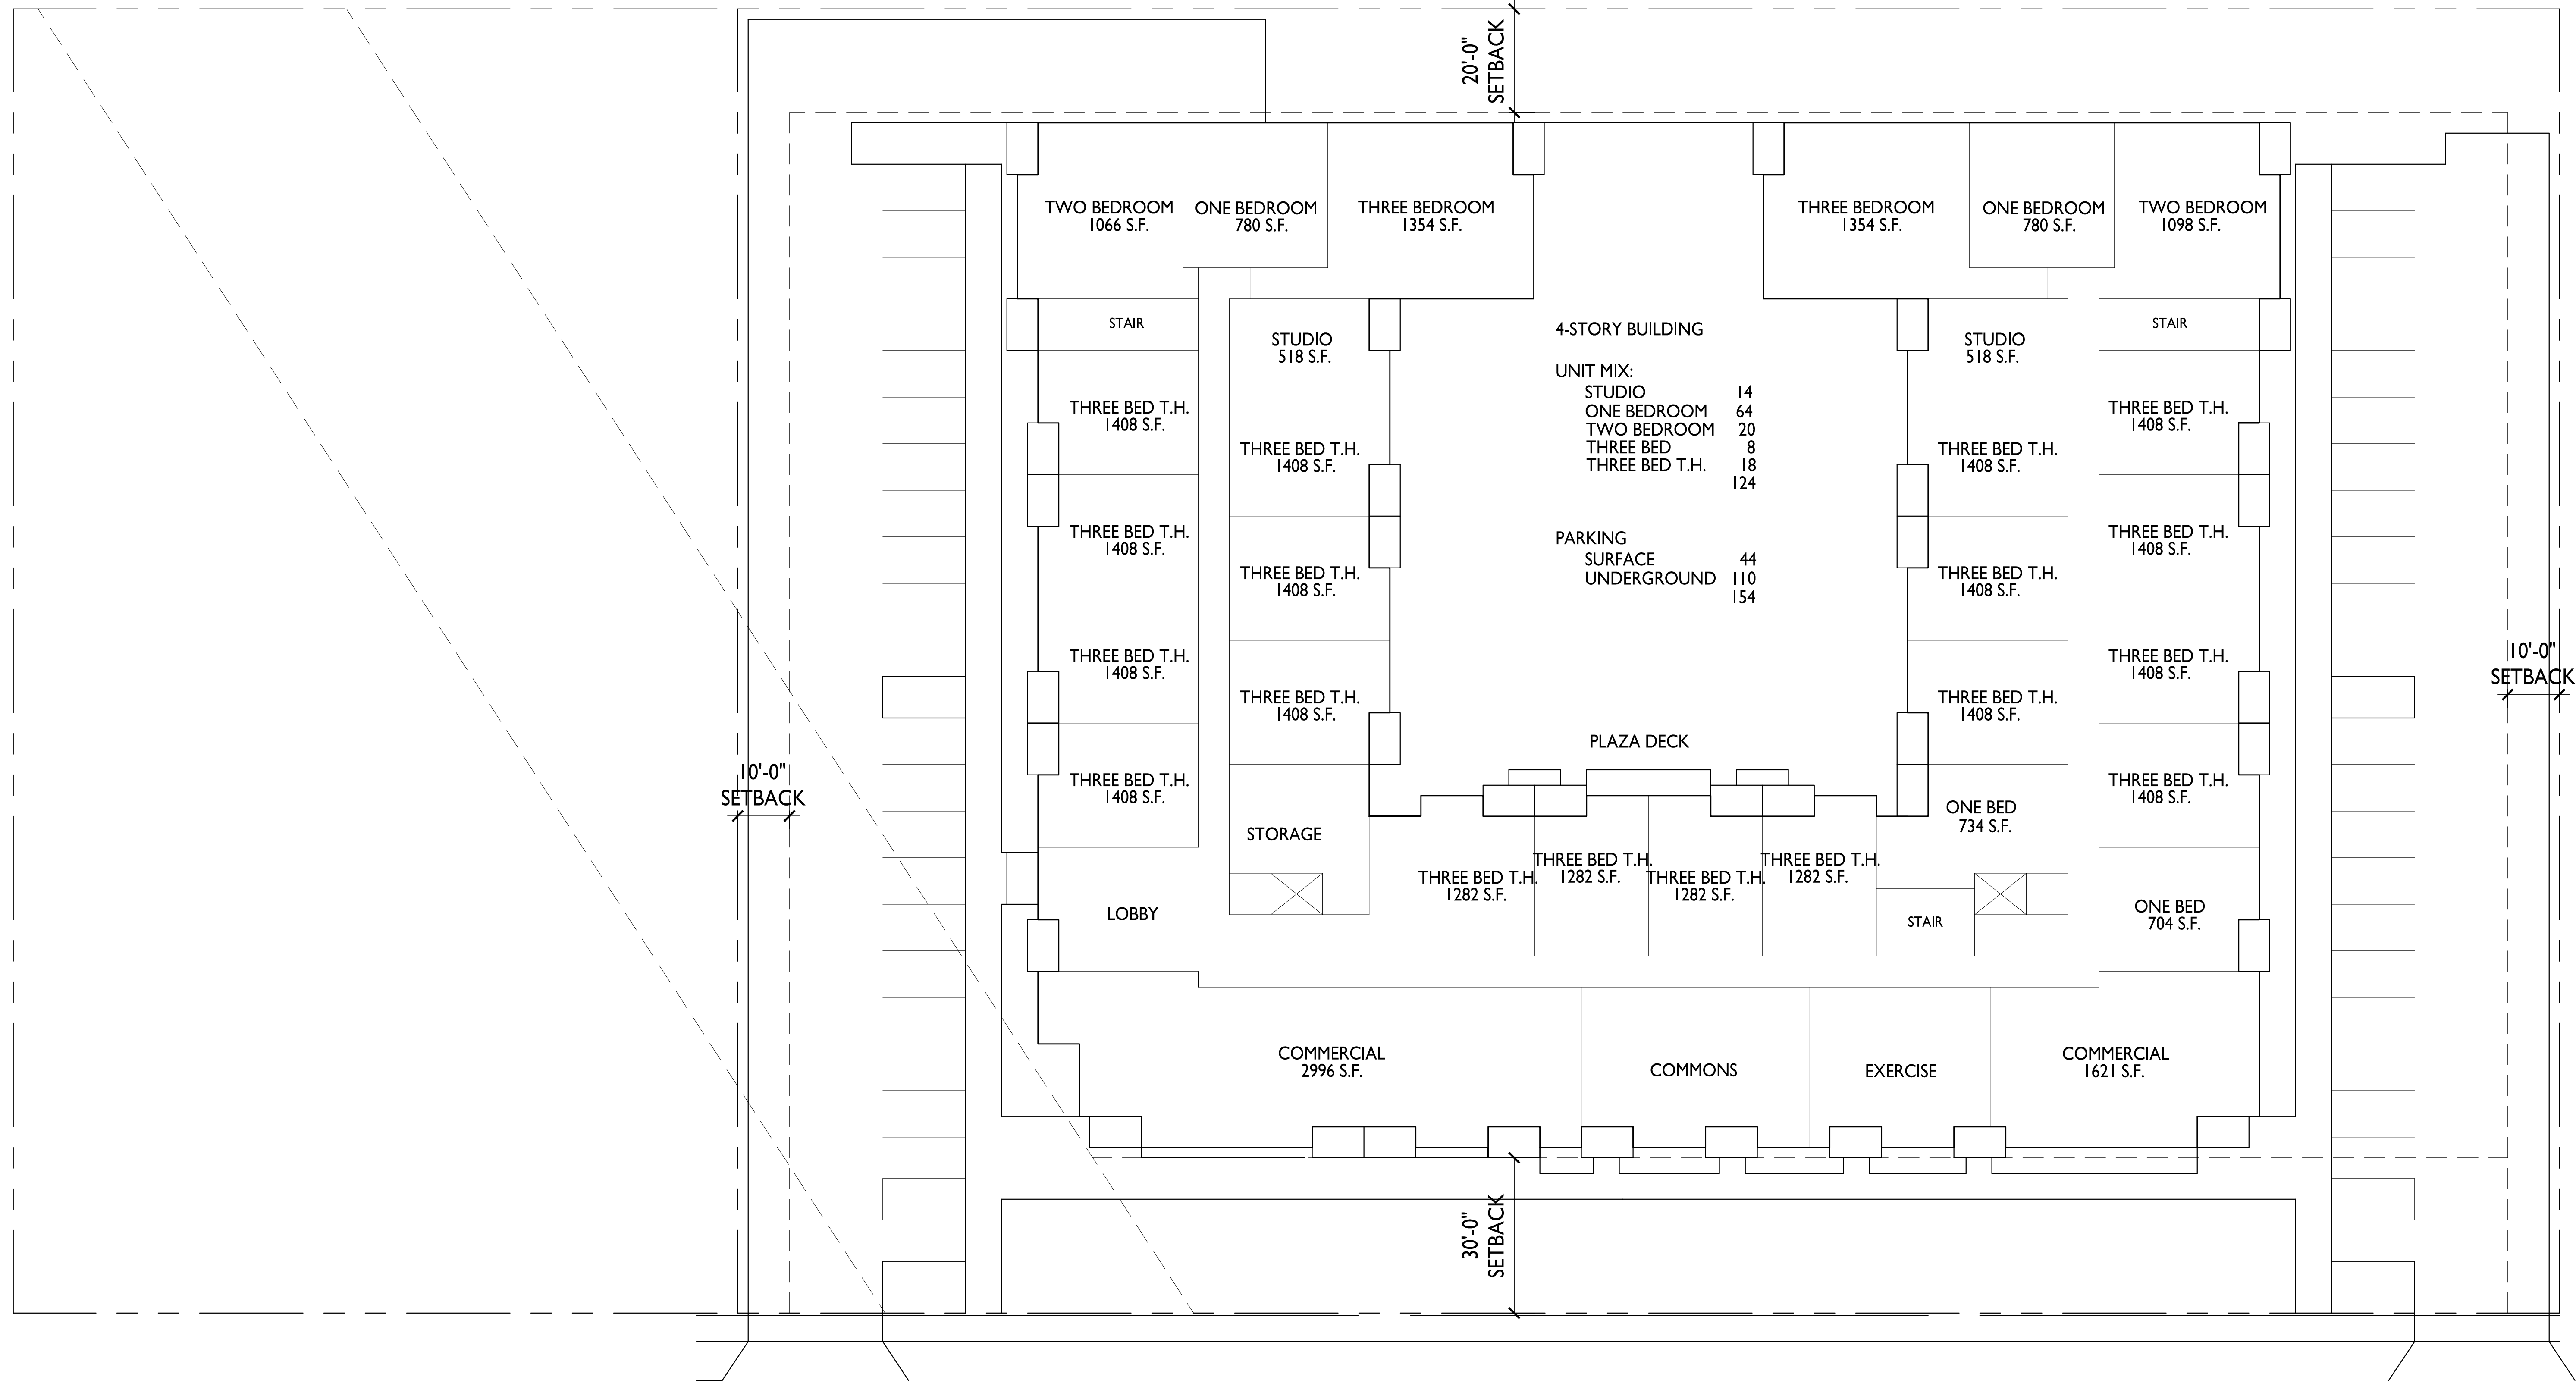 20'-0"
SETBACK
TWO BEDROOM
1066 S.F.
ONE BEDROOM
780 S.F.
THREE BEDROOM
1354 S.F.
THREE BEDROOM
1354 S.F.
ONE BEDROOM
780 S.F.
TWO BEDROOM
1098 S.F.
STAIR
STUDIO
518 S.F.
4-STORY BUILDING
STUDIO
518 S.F.
STAIR
UNIT MIX:
STUDIO 14
ONE BEDROOM 64
TWO BEDROOM 20
THREE BED 8
THREE BED T.H. 18
124
THREE BED T.H.
1408 S.F.
THREE BED T.H.
1408 S.F.
THREE BED T.H.
1408 S.F.
THREE BED T.H.
1408 S.F.
PARKING
SURFACE 44
UNDERGROUND 110
154
THREE BED T.H.
1408 S.F.
THREE BED T.H.
1408 S.F.
THREE BED T.H.
1408 S.F.
THREE BED T.H.
1408 S.F.
THREE BED T.H.
1408 S.F.
THREE BED T.H.
1408 S.F.
THREE BED T.H.
1408 S.F.
THREE BED T.H.
1408 S.F.
10'-0"
SETBACK
PLAZA DECK
10'-0"
SETBACK
THREE BED T.H.
1408 S.F.
THREE BED T.H.
1408 S.F.
STORAGE
ONE BED
734 S.F.
THREE BED T.H.
1282 S.F.
THREE BED T.H.
1282 S.F.
THREE BED T.H.
1282 S.F.
THREE BED T.H.
1282 S.F.
LOBBY
STAIR
ONE BED
704 S.F.
COMMERCIAL
2996 S.F.
COMMONS
EXERCISE
COMMERCIAL
1621 S.F.
30'-0"
SETBACK